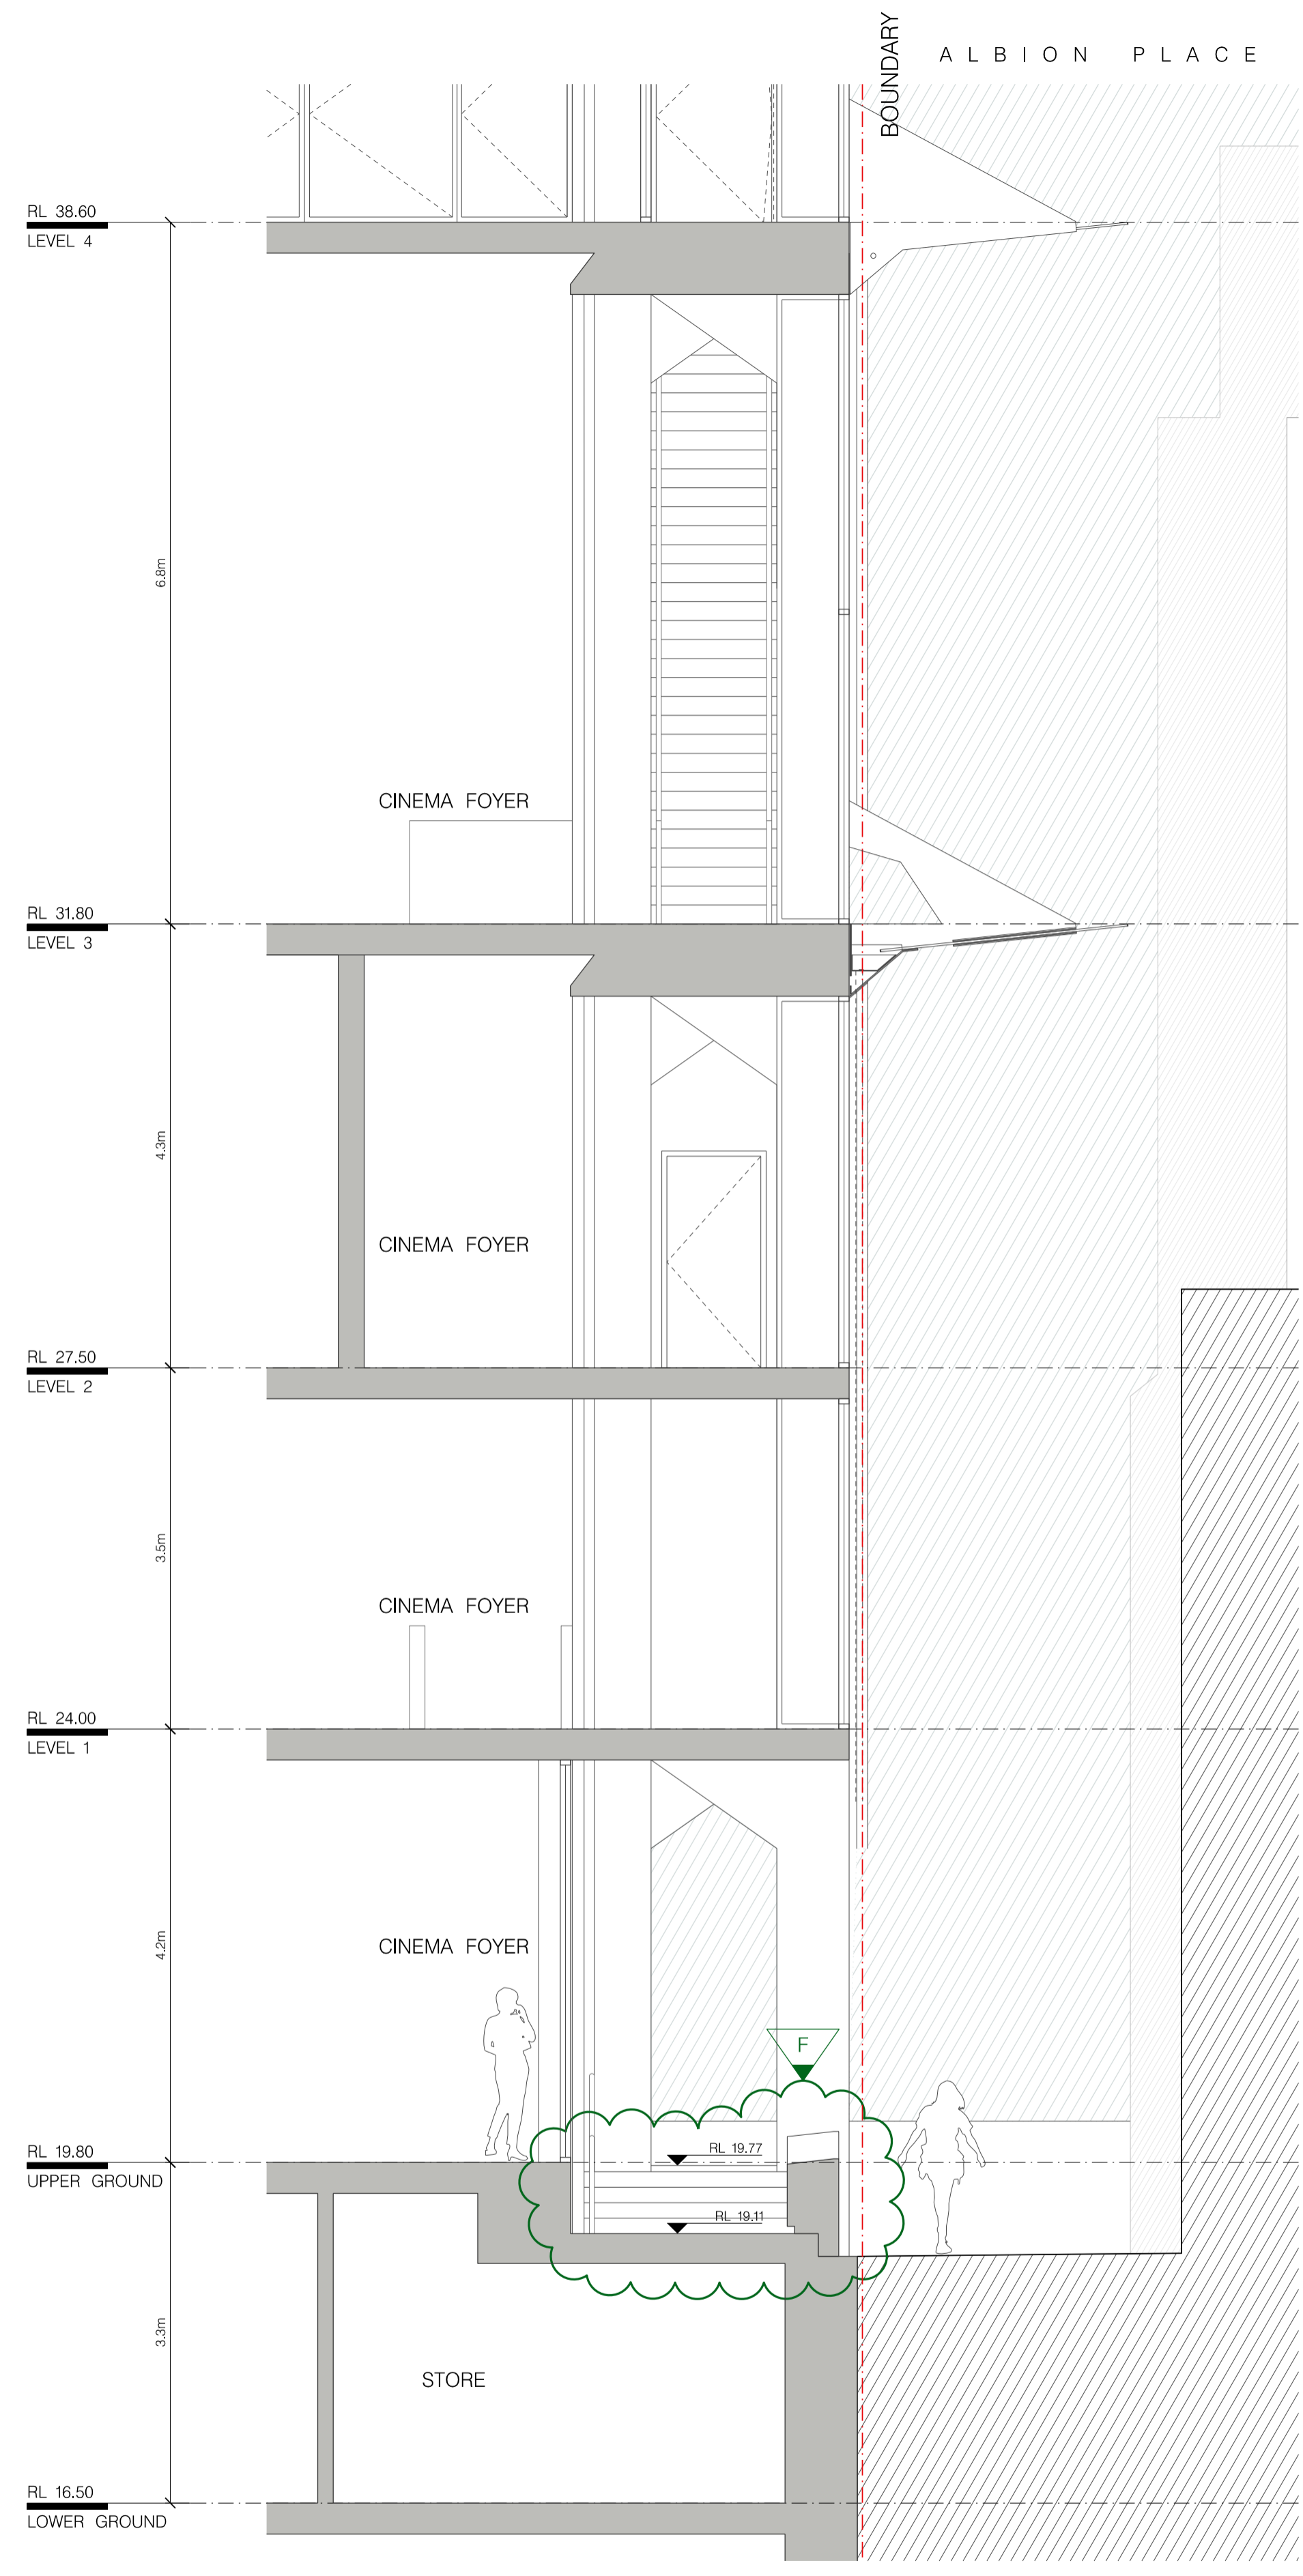 BOUNDARY
ALBION PLACE
RL 38.60
LEVEL 4
6.8m
CINEMA FOYER
RL 31.80
LEVEL 3
4.3m
CINEMA FOYER
RL 27.50
LEVEL 2
3.5m
CINEMA FOYER
RL 24.00
LEVEL 1
4.2m
CINEMA FOYER
F
RL 19.77
RL 19.80
UPPER GROUND
RL 19.11
3.3m
STORE
RL 16.50
LOWER GROUND